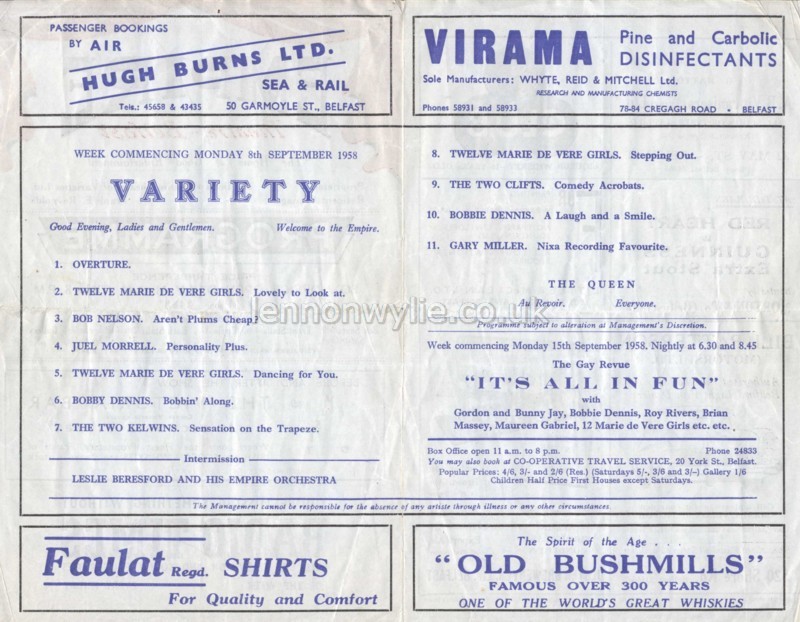 PASSENGER BOOKINGS
BY AIR
HUGH BURNS LTD.
SEA & RAIL
Tels.: 45658 & 43435 50 GARMOYLE ST., BELFAST
WEEK COMMENCING MONDAY 8th SEPTEMBER 1958
VARIETY
Good Evening, Ladies and Gentlemen. Welcome to the Empire.
1. OVERTURE.
2. TWELVE MARIE DE VERE GIRLS. Lovely to Look at.
3. BOB NELSON. Aren't Plums Cheap?
4. JUEL MORRELL. Personality Plus.
5. TWELVE MARIE DE VERE GIRLS. Dancing for You.
6. BOBBY DENNIS. Bobbin' Along.
7. THE TWO KELWINS. Sensation on the Trapeze.
Intermission
LESLIE BERESFORD AND HIS EMPIRE ORCHESTRA
VIRAMA Pine and Carbolic
DISINFECTANTS
Sole Manufacturers: WHYTE, REID & MITCHELL Ltd.
RESEARCH AND MANUFACTURING CHEMISTS
Phones 58931 and 58933 78-84 CREGAGH ROAD • BELFAST
8. TWELVE MARIE DE VERE GIRLS. Stepping Out.
9. THE TWO CLIFTS. Comedy Acrobats.
10. BOBBIE DENNIS. A Laugh and a Smile.
11. GARY MILLER. Nixa Recording Favourite.
THE QUEEN
Au Revoir. Everyone.
Programme subject to alteration at Management's Discretion.
Week commencing Monday 15th September 1958. Nightly at 6.30 and 8.45
The Gay Revue
"IT'S ALL IN FUN"
with
Gordon and Bunny Jay, Bobbie Dennis, Roy Rivers, Brian
Massey, Maureen Gabriel, 12 Marie de Vere Girls etc. etc.
Box Office open 11 a.m. to 8 p.m. Phone 24833
You may also book at CO-OPERATIVE TRAVEL SERVICE, 20 York St., Belfast.
Popular Prices: 4/6, 3/- and 2/6 (Res.) (Saturdays 5/-, 3/6 and 3/-) Gallery 1/6
Children Half Price First Houses except Saturdays.
The Management cannot be responsible for the absence of any artiste through illness or any other circumstances.
Faulat Regd. SHIRTS
For Quality and Comfort
The Spirit of the Age . . .
"OLD BUSHMILLS"
FAMOUS OVER 300 YEARS
ONE OF THE WORLD'S GREAT WHISKIES
ennonwylie.co.uk